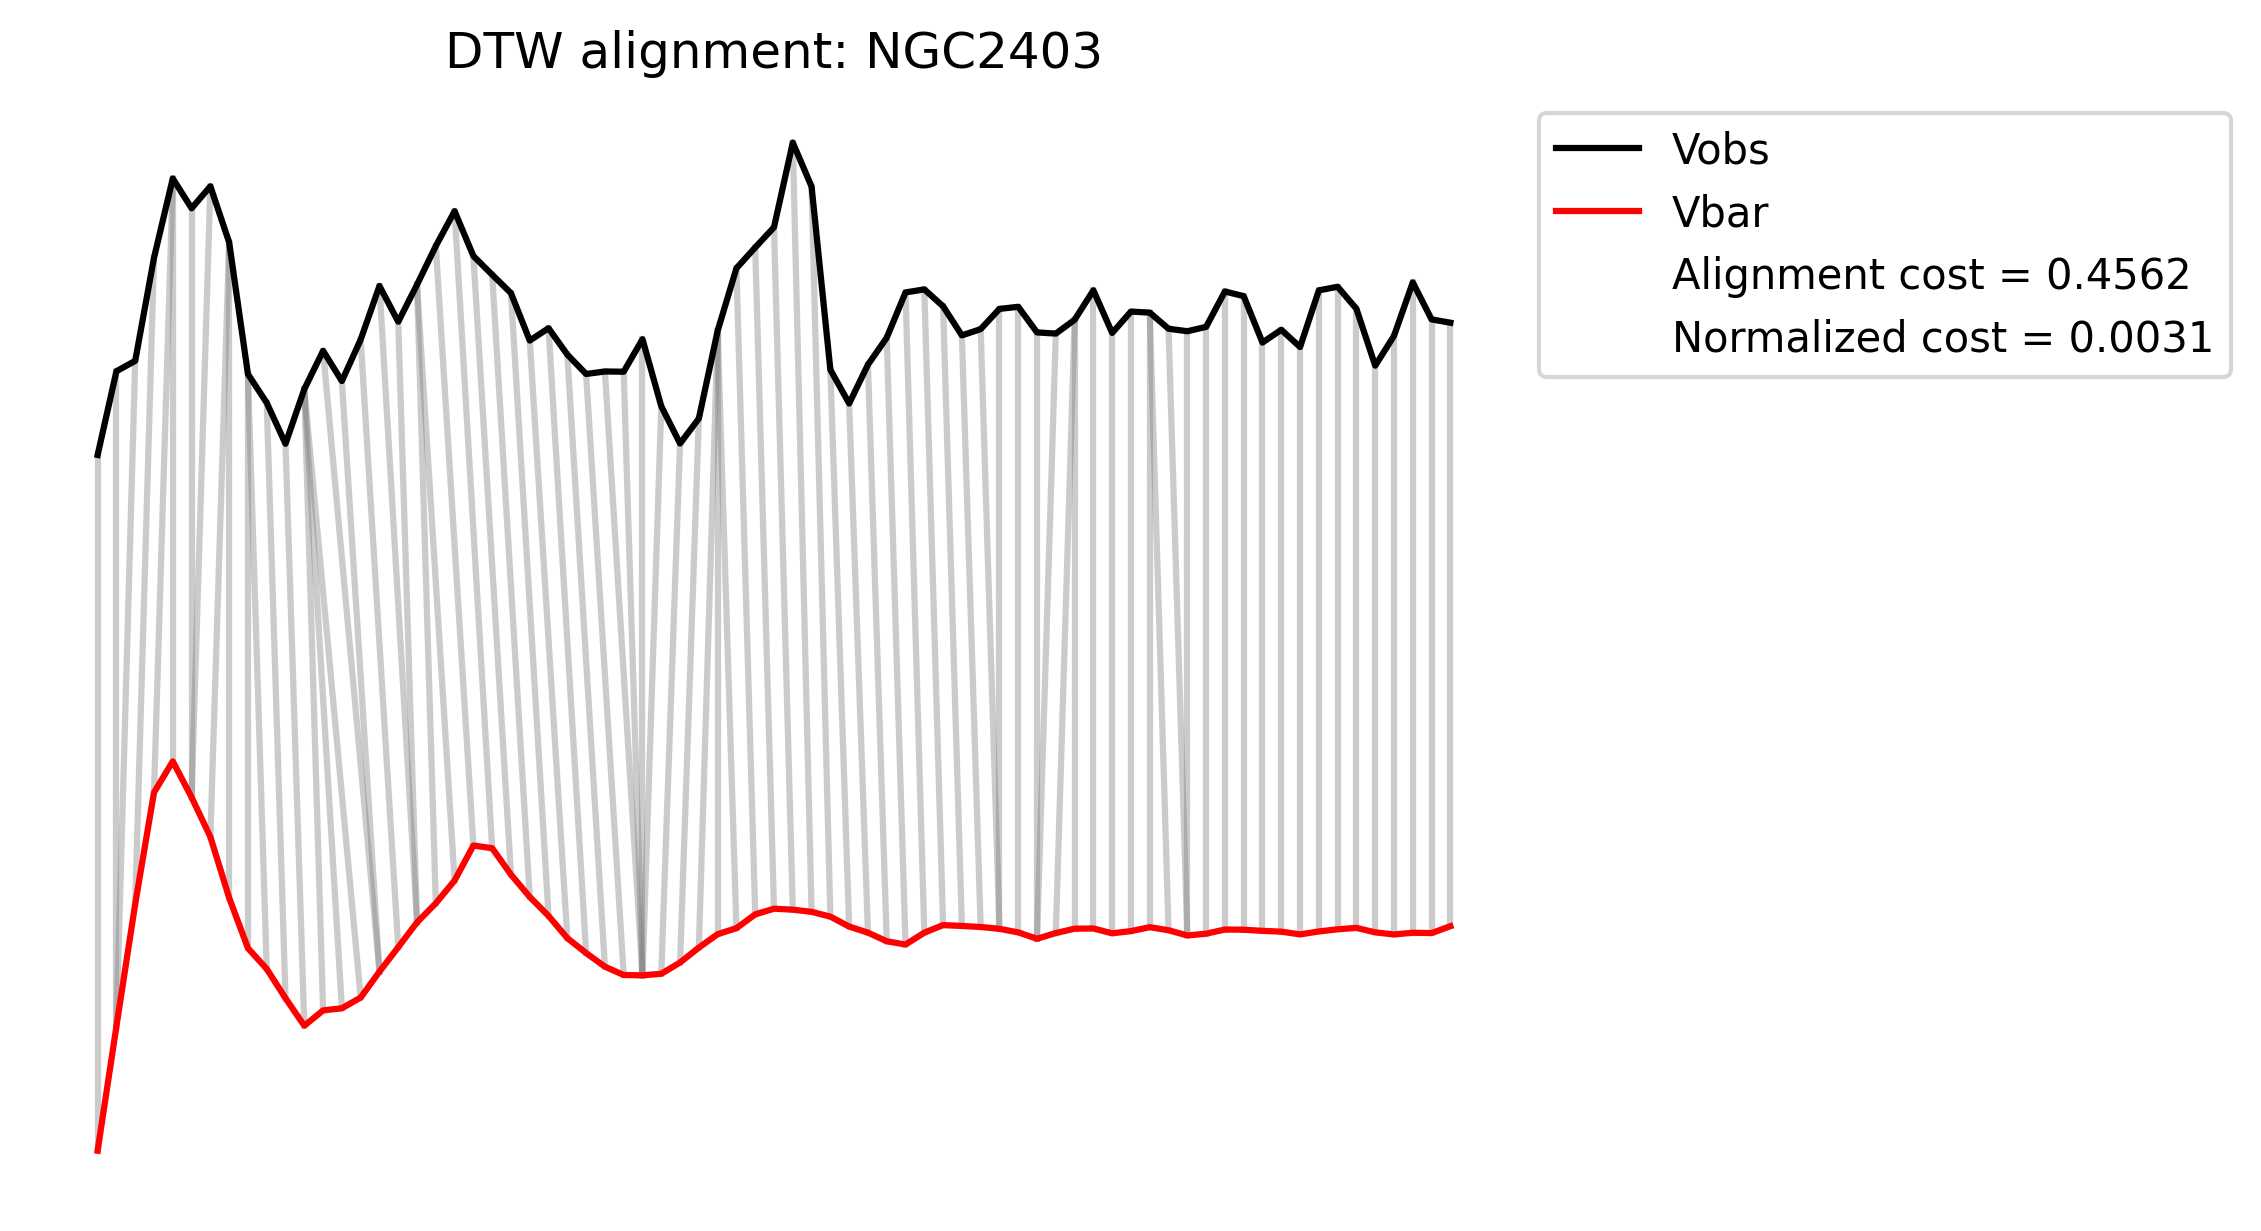 DTW alignment: NGC2403
Vobs
Vbar
Alignment cost = 0.4562
Normalized cost = 0.0031